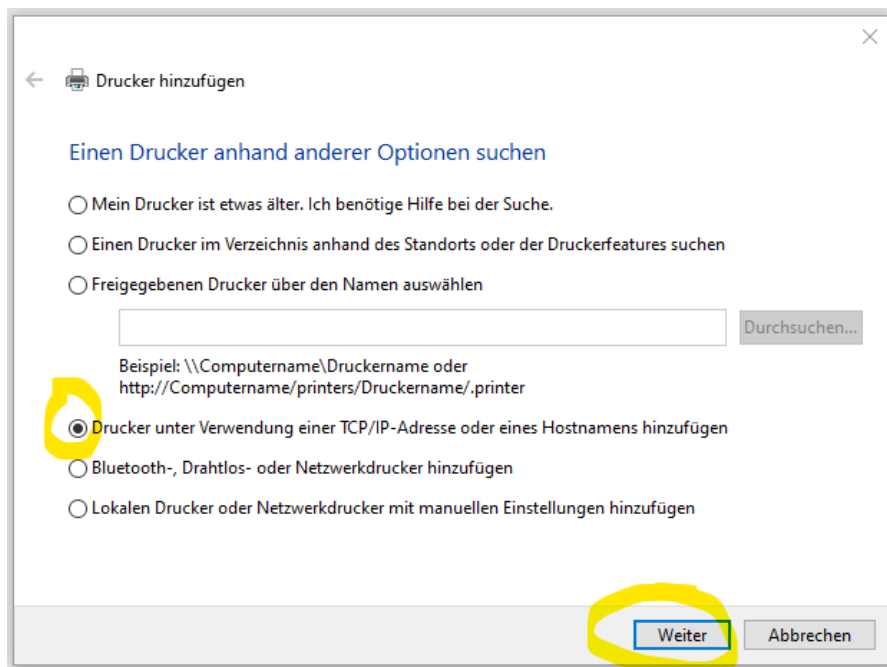 Drucker hinzufügen
Einen Drucker anhand anderer Optionen suchen
Mein Drucker ist etwas älter. Ich benötige Hilfe bei der Suche.
Einen Drucker im Verzeichnis anhand des Standorts oder der Druckerfeatures suchen
Freigegebenen Drucker über den Namen auswählen
Durchsuchen...
Beispiel: \\Computername\Druckername oder
http://Computername/printers/Druckername/.printer
Drucker unter Verwendung einer TCP/IP-Adresse oder eines Hostnamens hinzufügen
Bluetooth-, Drahtlos- oder Netzwerkdrucker hinzufügen
Lokalen Drucker oder Netzwerkdrucker mit manuellen Einstellungen hinzufügen
Weiter Abbrechen